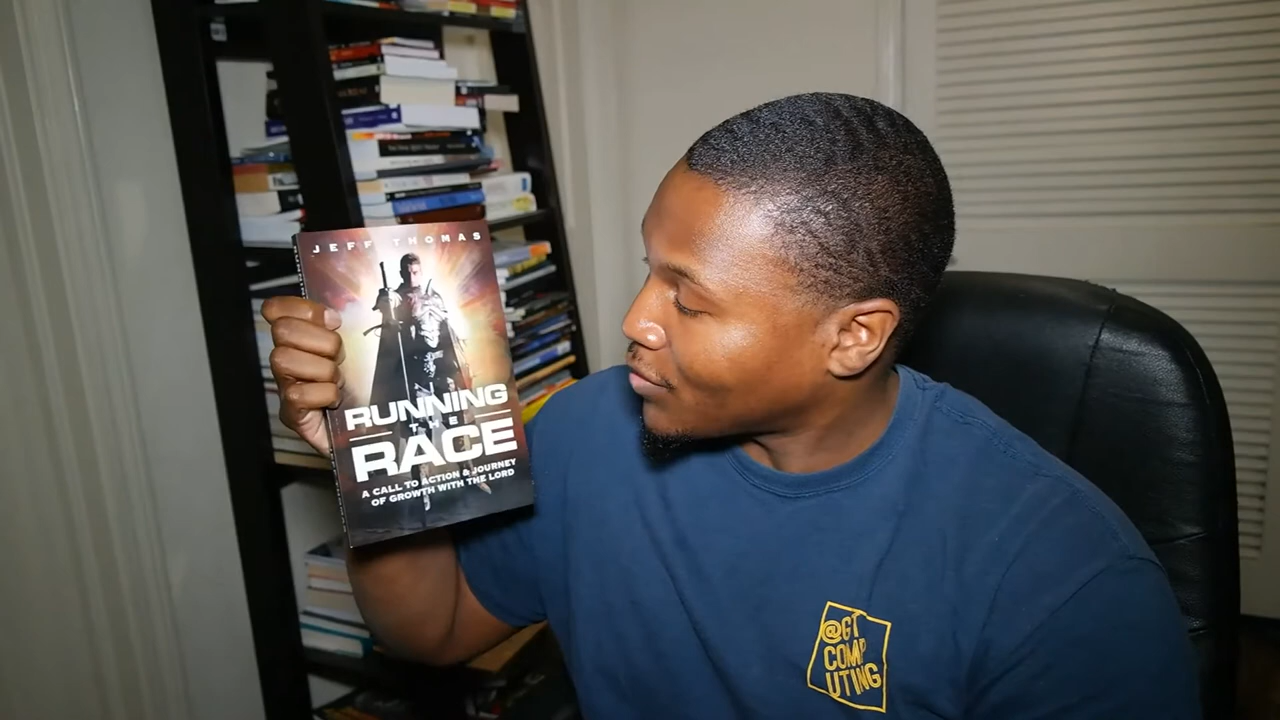 JEFF THOMAS
RUNNING
THE
RACE
A CALL TO ACTION & JOURNEY
OF GROWTH WITH THE LORD
@GT
COMP
UTING